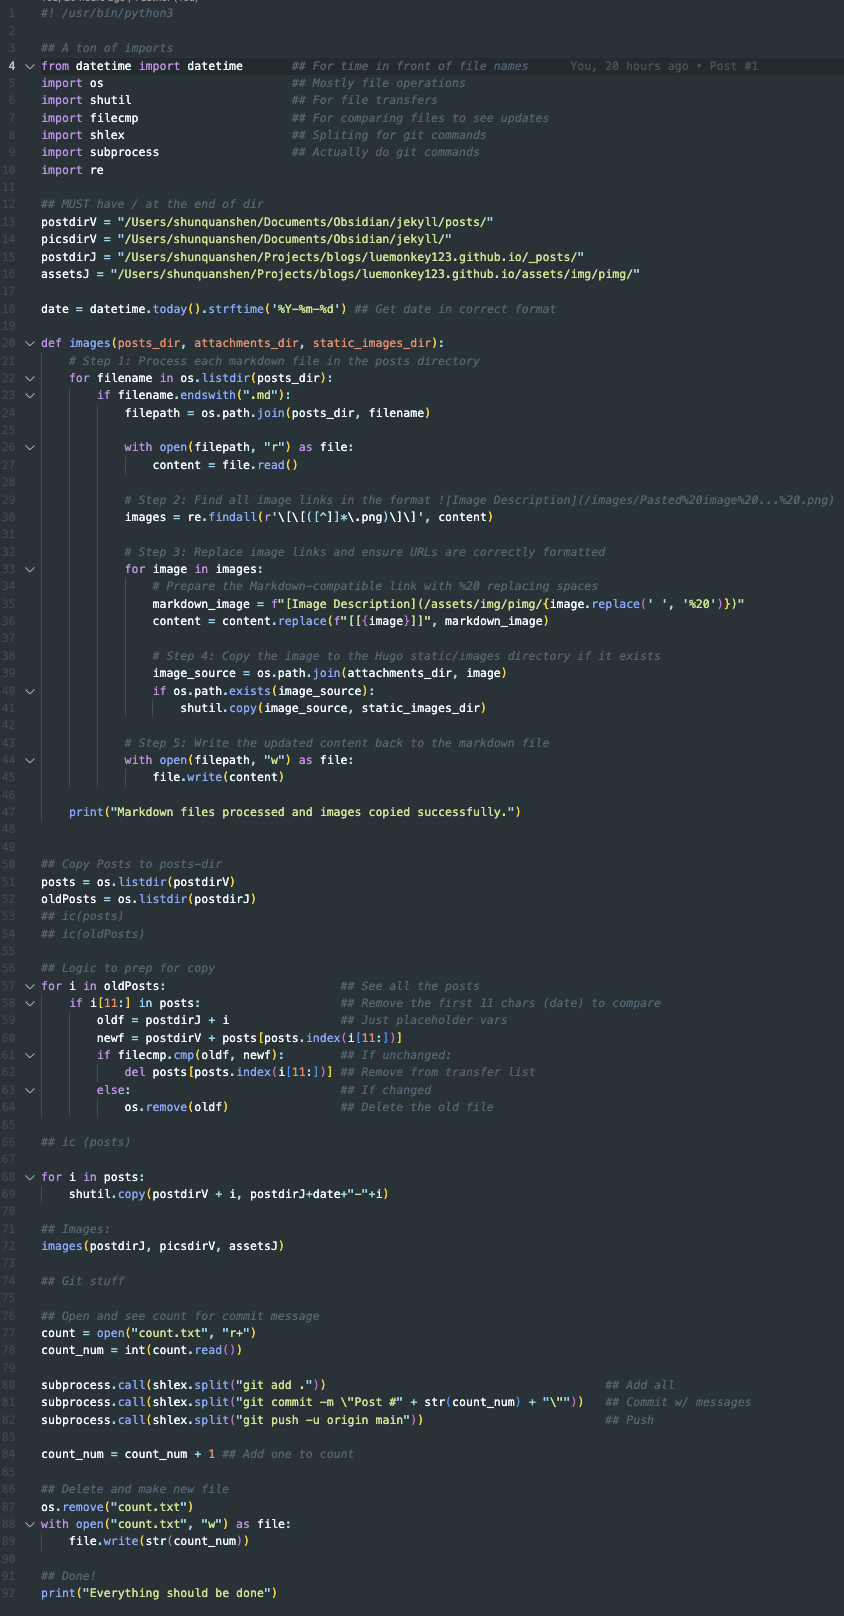 You, 20 hours ago | 1 author (You)
1 #! /usr/bin/python3
2
3 ## A ton of imports
4 from datetime import datetime ## For time in front of file names You, 20 hours ago • Post #1
5 import os ## Mostly file operations
6 import shutil ## For file transfers
7 import filecmp ## For comparing files to see updates
8 import shlex ## Spliting for git commands
9 import subprocess ## Actually do git commands
10 import re
11
12 ## MUST have / at the end of dir
13 postdirV = "/Users/shunquanshen/Documents/Obsidian/jekyll/posts/"
14 picsdirV = "/Users/shunquanshen/Documents/Obsidian/jekyll/"
15 postdirJ = "/Users/shunquanshen/Projects/blogs/luemonkey123.github.io/_posts/"
16 assetsJ = "/Users/shunquanshen/Projects/blogs/luemonkey123.github.io/assets/img/pimg/"
17
18 date = datetime.today().strftime('%Y-%m-%d') ## Get date in correct format
19
20 def images(posts_dir, attachments_dir, static_images_dir):
21 # Step 1: Process each markdown file in the posts directory
22 for filename in os.listdir(posts_dir):
23 if filename.endswith(".md"):
24 filepath = os.path.join(posts_dir, filename)
25
26 with open(filepath, "r") as file:
27 content = file.read()
28
29 # Step 2: Find all image links in the format ![Image Description](/images/Pasted%20image%20...%20.png)
30 images = re.findall(r'\[\[([^]]*\.png)\]\]', content)
31
32 # Step 3: Replace image links and ensure URLs are correctly formatted
33 for image in images:
34 # Prepare the Markdown-compatible link with %20 replacing spaces
35 markdown_image = f"[Image Description](/assets/img/pimg/{image.replace(' ', '%20')})"
36 content = content.replace(f"[[{image}]]", markdown_image)
37
38 # Step 4: Copy the image to the Hugo static/images directory if it exists
39 image_source = os.path.join(attachments_dir, image)
40 if os.path.exists(image_source):
41 shutil.copy(image_source, static_images_dir)
42
43 # Step 5: Write the updated content back to the markdown file
44 with open(filepath, "w") as file:
45 file.write(content)
46
47 print("Markdown files processed and images copied successfully.")
48
49
50 ## Copy Posts to posts-dir
51 posts = os.listdir(postdirV)
52 oldPosts = os.listdir(postdirJ)
53 ## ic(posts)
54 ## ic(oldPosts)
55
56 ## Logic to prep for copy
57 for i in oldPosts: ## See all the posts
58 if i[11:] in posts: ## Remove the first 11 chars (date) to compare
59 oldf = postdirJ + i ## Just placeholder vars
60 newf = postdirV + posts[posts.index(i[11:])]
61 if filecmp.cmp(oldf, newf): ## If unchanged:
62 del posts[posts.index(i[11:])] ## Remove from transfer list
63 else: ## If changed
64 os.remove(oldf) ## Delete the old file
65
66 ## ic (posts)
67
68 for i in posts:
69 shutil.copy(postdirV + i, postdirJ+date+"-"+i)
70
71 ## Images:
72 images(postdirJ, picsdirV, assetsJ)
73
74 ## Git stuff
75
76 ## Open and see count for commit message
77 count = open("count.txt", "r+")
78 count_num = int(count.read())
79
80 subprocess.call(shlex.split("git add .")) ## Add all
81 subprocess.call(shlex.split("git commit -m \"Post #" + str(count_num) + "\"")) ## Commit w/ messages
82 subprocess.call(shlex.split("git push -u origin main")) ## Push
83
84 count_num = count_num + 1 ## Add one to count
85
86 ## Delete and make new file
87 os.remove("count.txt")
88 with open("count.txt", "w") as file:
89 file.write(str(count_num))
90
91 ## Done!
92 print("Everything should be done")